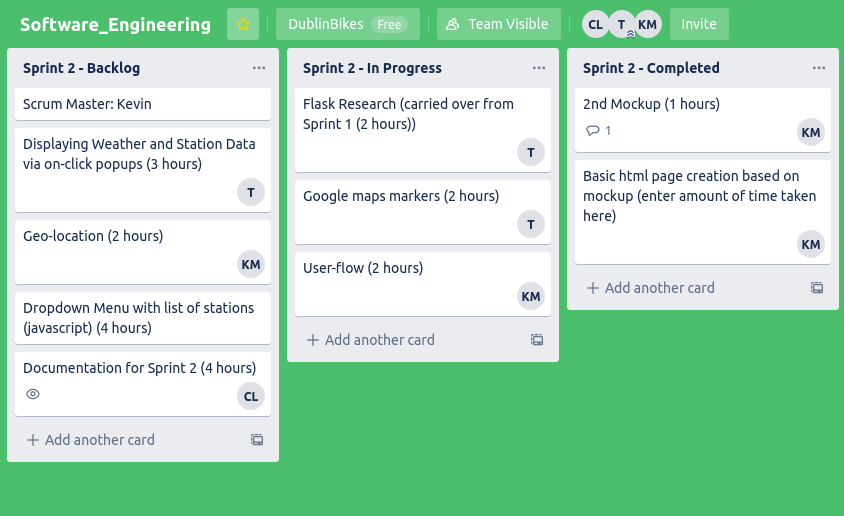 Software_Engineering
DublinBikes Free
Team Visible
CL T KM
Invite
Sprint 2 - Backlog
Scrum Master: Kevin
Displaying Weather and Station Data
via on-click popups (3 hours)
T
Geo-location (2 hours)
KM
Dropdown Menu with list of stations
(javascript) (4 hours)
Documentation for Sprint 2 (4 hours)
CL
Add another card
Sprint 2 - In Progress
Flask Research (carried over from
Sprint 1 (2 hours))
T
Google maps markers (2 hours)
T
User-flow (2 hours)
KM
Add another card
Sprint 2 - Completed
2nd Mockup (1 hours)
1
KM
Basic html page creation based on
mockup (enter amount of time taken
here)
KM
Add another card